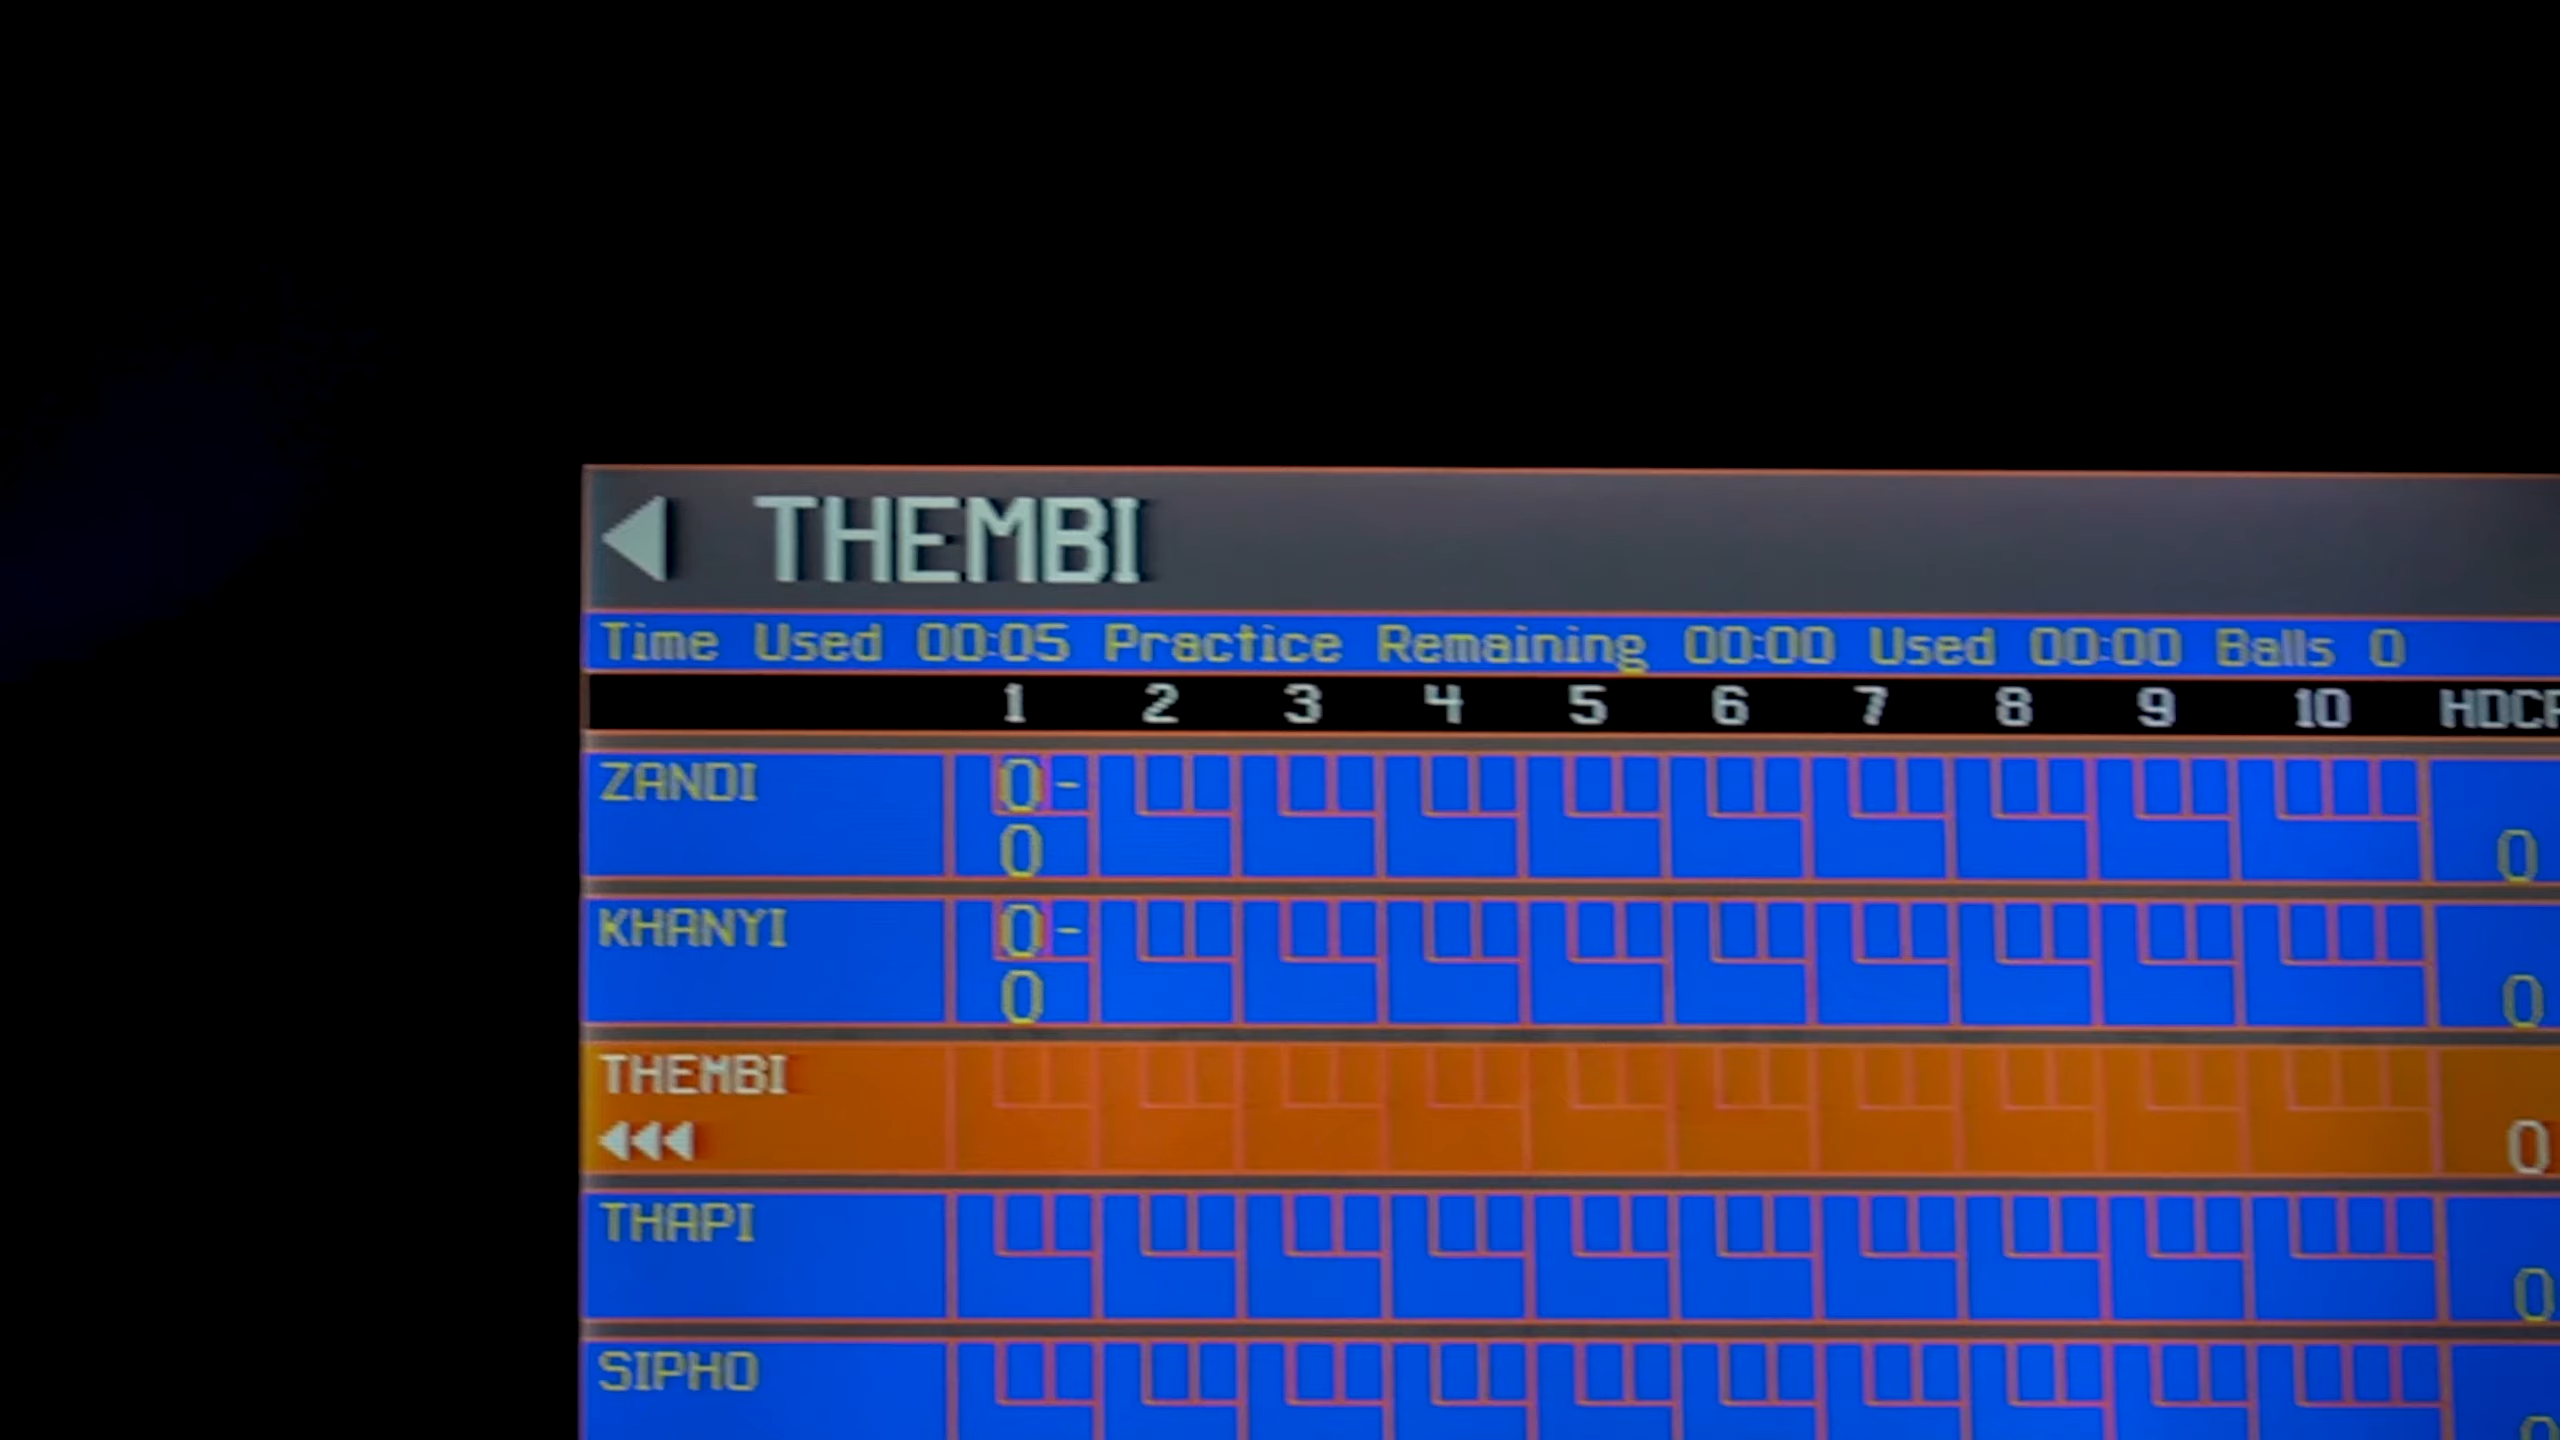 ◀ THEMBI
Time Used 00:05 Practice Remaining 00:00 Used 00:00 Balls 0
1 2 3 4 5 6 7 8 9 10 HDCP
ZANDI 0 -
0 0
KHANYI 0 -
0 0
THEMBI
◀◀◀ 0
THAPI
0
SIPHO